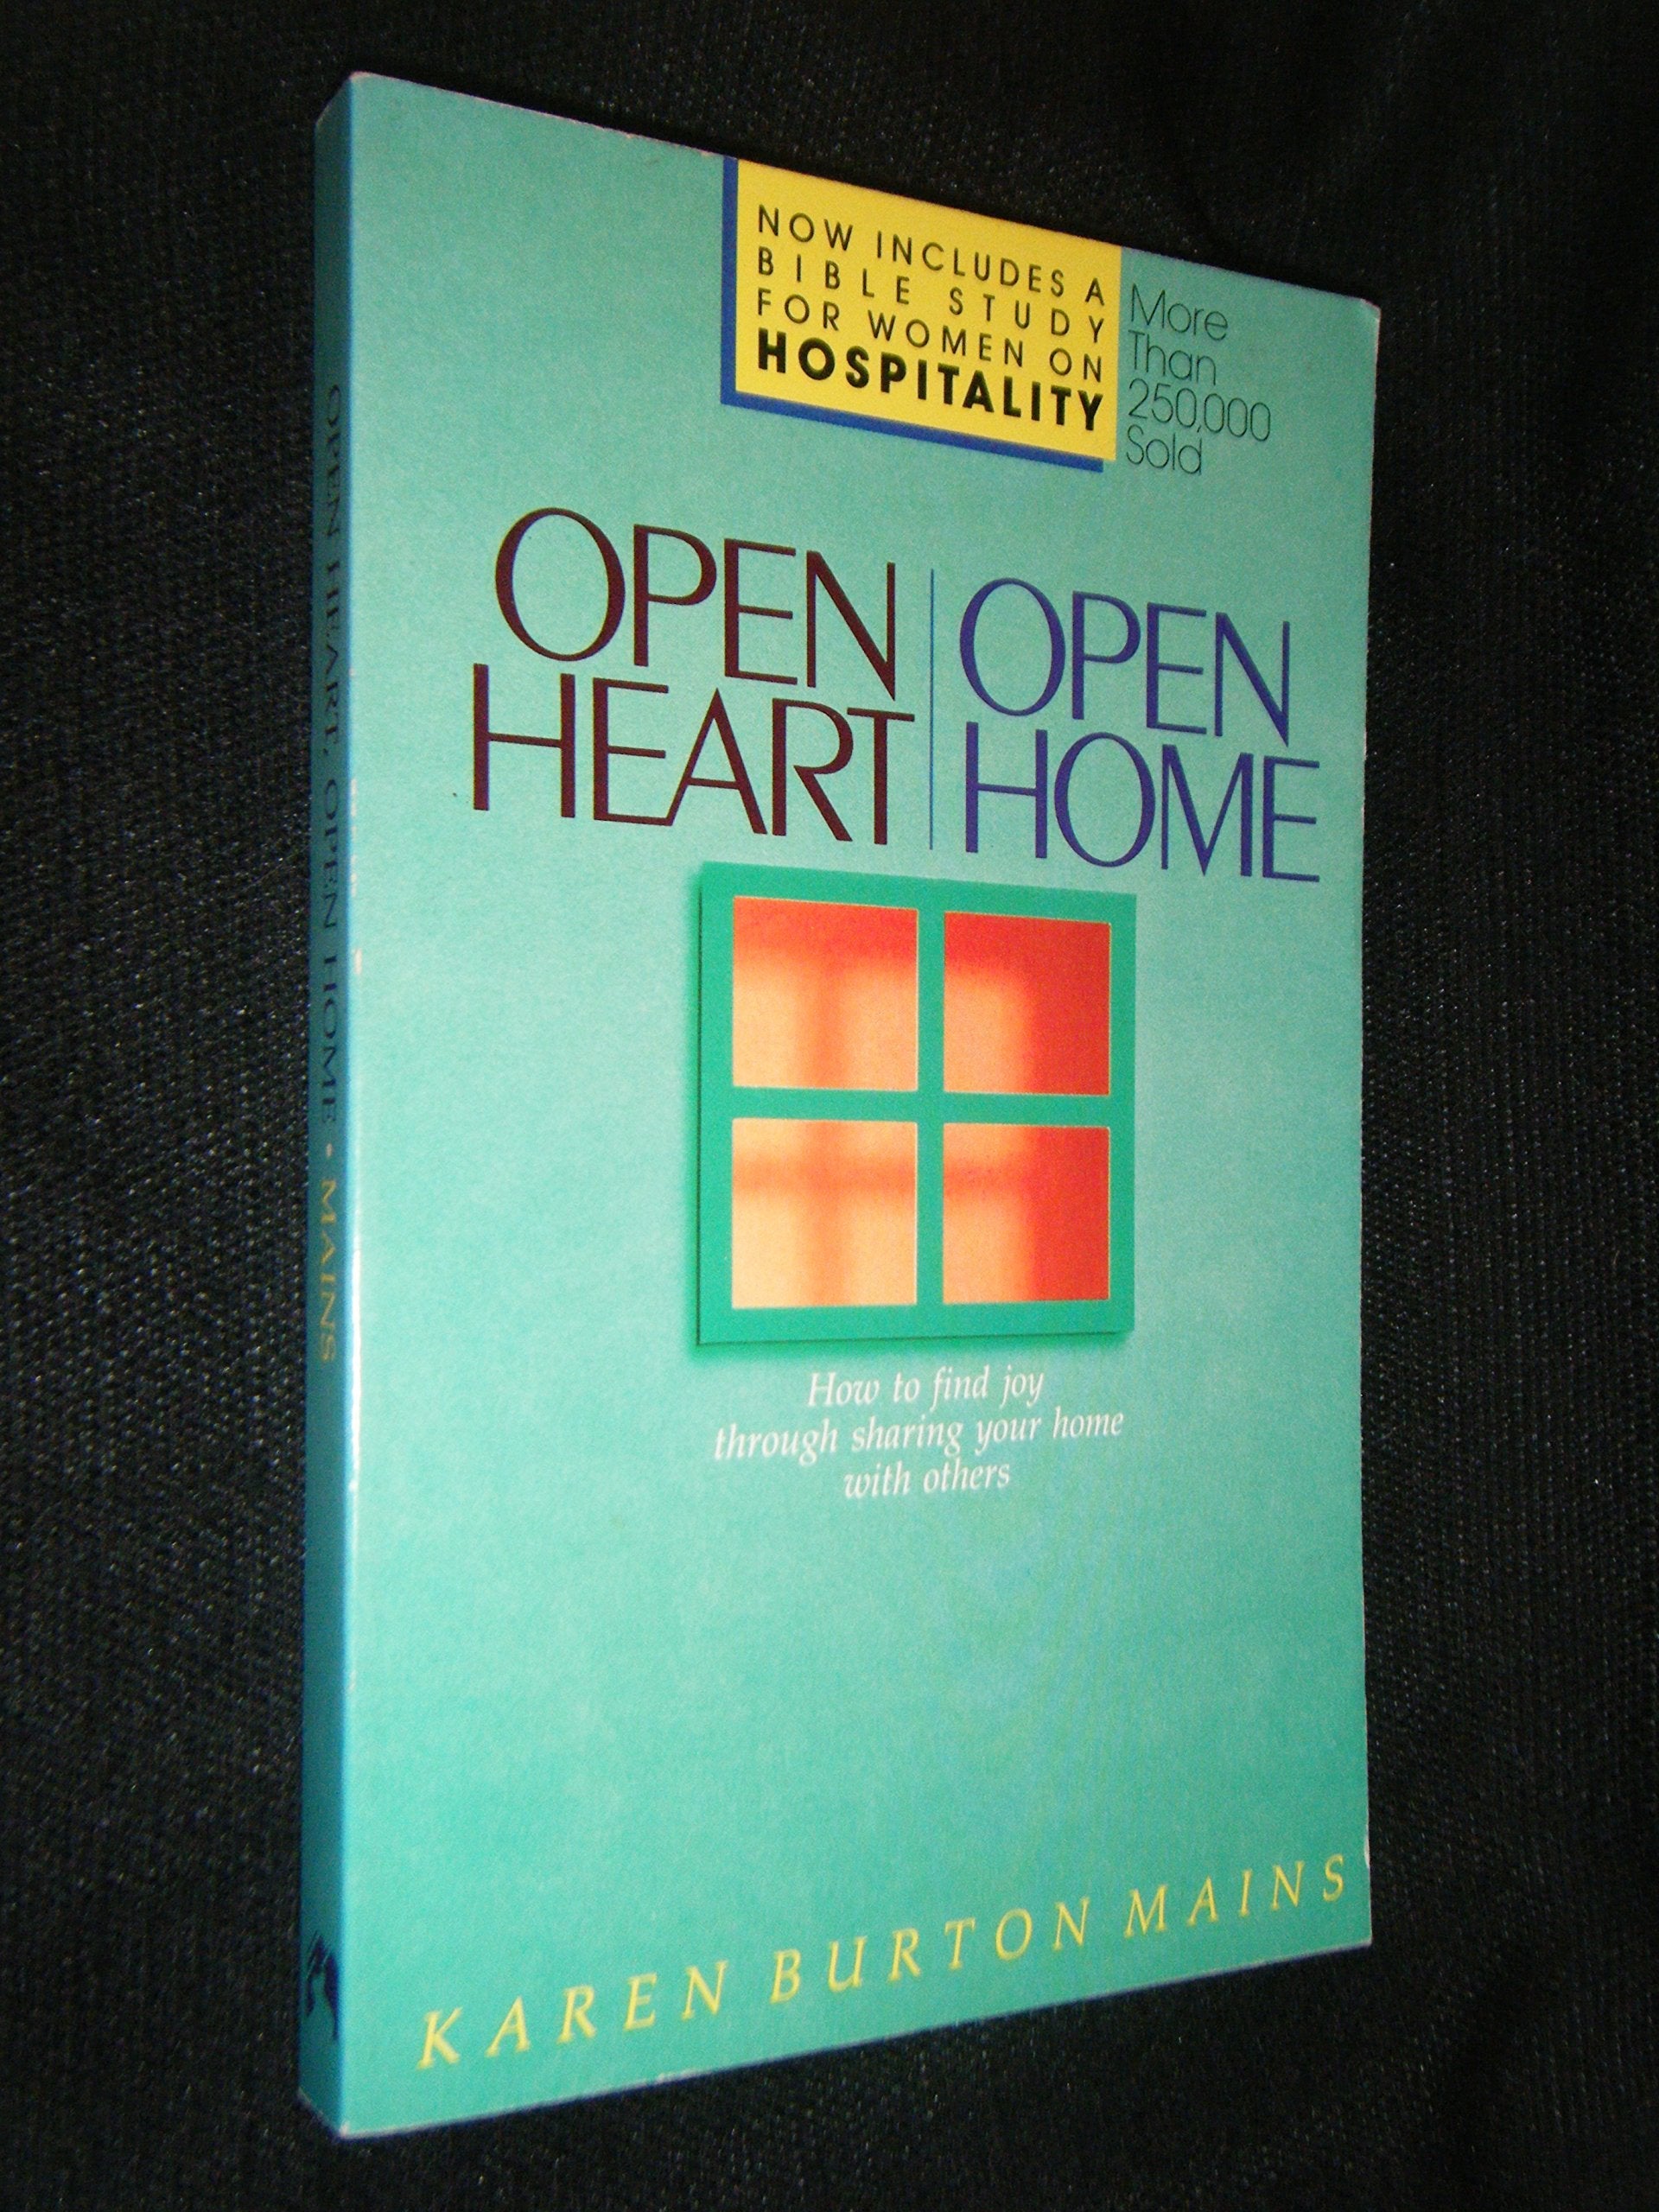 NOW INCLUDES A
BIBLE STUDY
FOR WOMEN ON
HOSPITALITY
More
Than
250,000
Sold
OPEN
HEART
OPEN
HOME
How to find joy
through sharing your home
with others
KAREN BURTON MAINS
OPEN HEART, OPEN HOME • MAINS